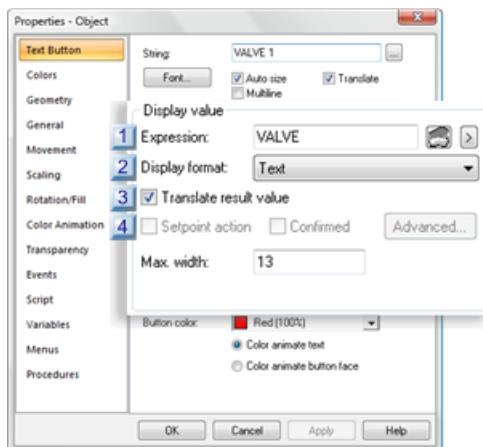 Properties - Object
Text Button
Colors
Geometry
General
Movement
Scaling
Rotation/Fill
Color Animation
Transparency
Events
Script
Variables
Menus
Procedures
String: VALVE 1 ...
Font... Auto size Translate
Multiline
Display value
1 Expression: VALVE >
2 Display format: Text
3 Translate result value
4 Setpoint action Confirmed Advanced...
Max. width: 13
Button color: Red (100%)
Color animate text
Color animate button face
OK Cancel Apply Help